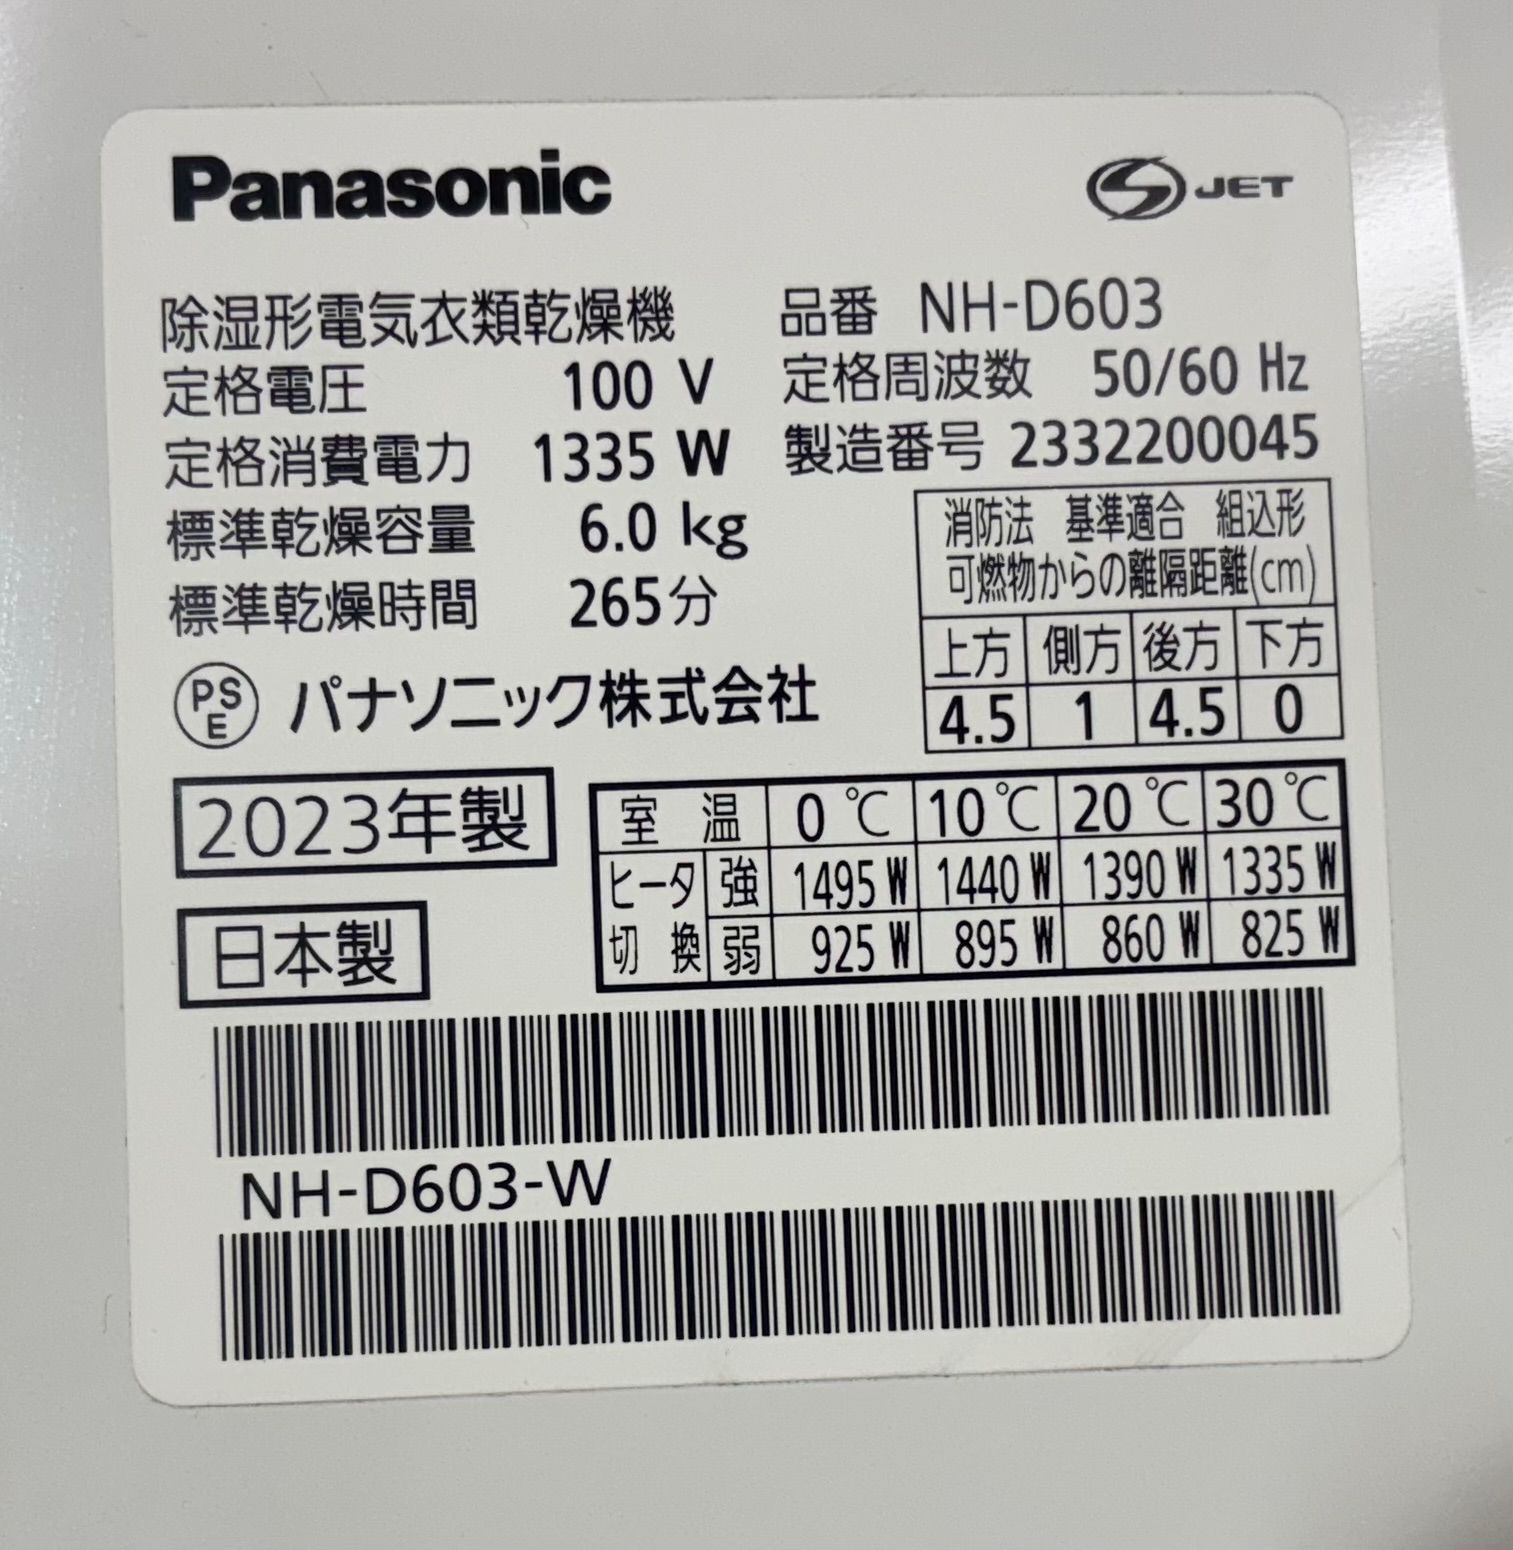 Panasonic
JET
除湿形電気衣類乾燥機 品番 NH-D603
定格電圧 100 V 定格周波数 50/60 Hz
定格消費電力 1335 W 製造番号 2332200045
標準乾燥容量 6.0 kg
標準乾燥時間 265分
消防法 基準適合 組込形
可燃物からの離隔距離(cm)
上方 側方 後方 下方
4.5 1 4.5 0
PS
E
パナソニック株式会社
2023年製
日本製
室 温 0℃ 10℃ 20℃ 30℃
ヒータ 強 1495 W 1440 W 1390 W 1335 W
切 換 弱 925 W 895 W 860 W 825 W
NH-D603-W